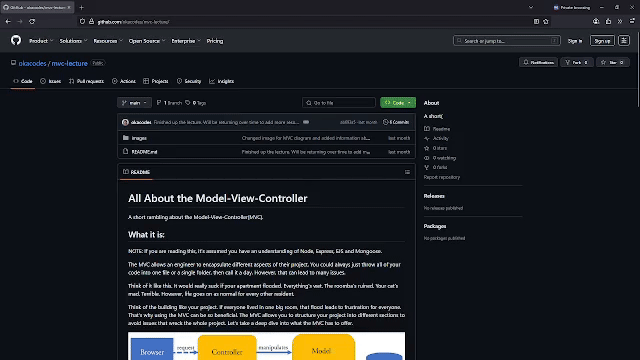 github.com/okacodes/mvc-lecture/
Private browsing
Product Solutions Resources Open Source Enterprise Pricing
Search or jump to...
Sign in
Sign up
okacodes / mvc-lecture
Public
Notifications
Fork 0
Star 0
Code Issues Pull requests Actions Projects Security Insights
main
1 Branch
0 Tags
Go to file
Code
About
okacodes Finished up the lecture. Will be returning over time to add more secu...
last month
6 Commits
A short(
images
Changed image for MVC diagram and added information ab...
last month
Readme
README.md
Finished up the lecture. Will be returning over time to add m...
last month
Activity
0 stars
0 watching
0 forks
README
Report repository
All About the Model-View-Controller
Releases
No releases published
A short rambling about the Model-View-Controller(MVC).
Packages
No packages published
What it is:
NOTE: If you are reading this, it's assumed you have an understanding of Node, Express, EJS and Mongoose.
The MVC allows an engineer to encapsulate different aspects of their project. You could always just throw all of your
code into one file or a single folder, then call it a day. However, that can lead to many issues.
Think of it like this. It would really suck if your apartment flooded. Everything's wet. The roomba's ruined. Your cat's
mad. Terrible. However, life goes on as normal for every other resident.
Think of the building like your project. If everyone lived in one big room, that flood leads to frustration for everyone.
That's why using the MVC can be so beneficial. The MVC allows you to structure your project into different sections to
avoid issues that wreck the whole project. Let's take a deep dive into what the MVC has to offer.
Browser
request
Controller
manipulates
Model